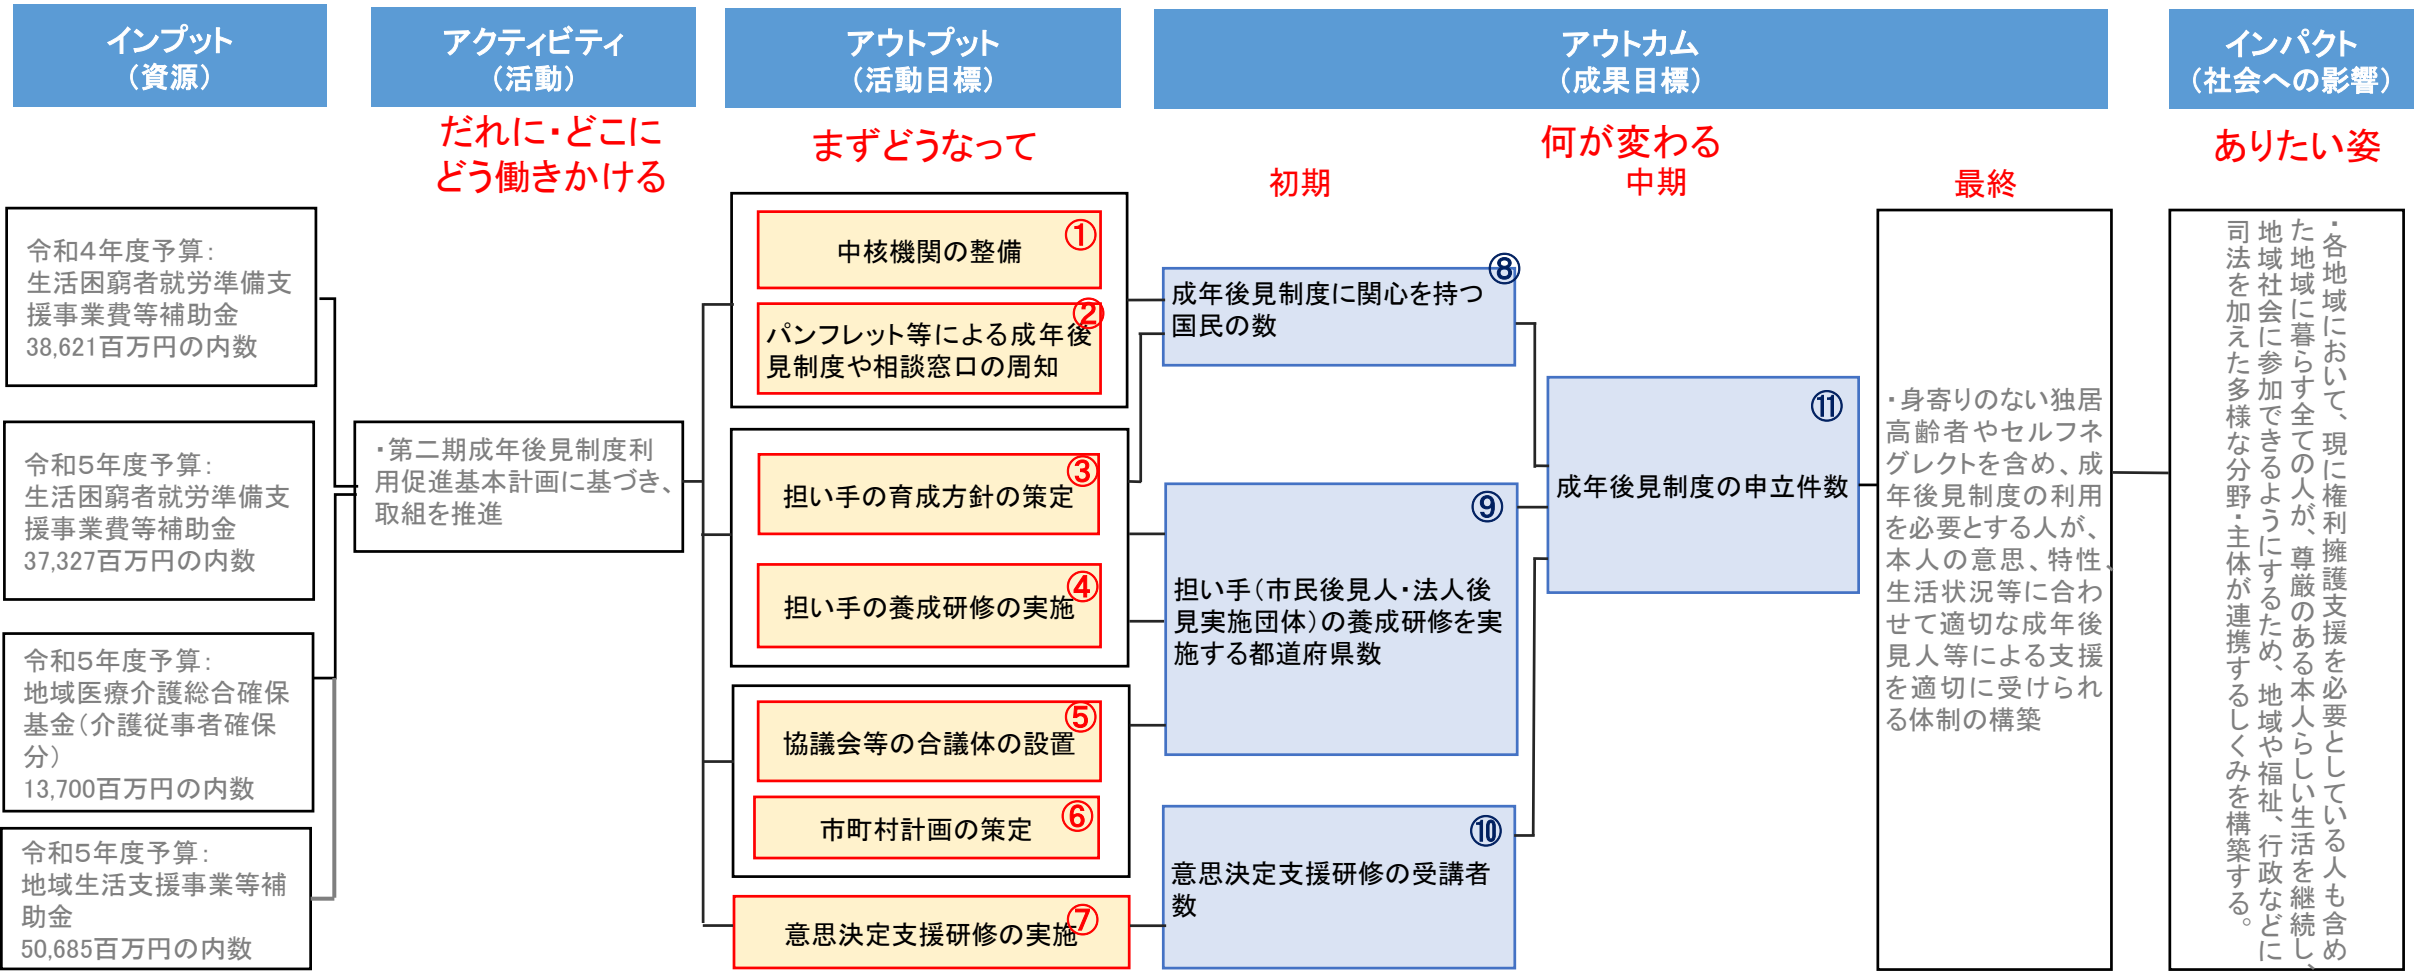 インプット
（資源）
アクティビティ
（活動）
アウトプット
（活動目標）
アウトカム
（成果目標）
インパクト
（社会への影響）
だれに・どこに
どう働きかける
まずどうなって
何が変わる
ありたい姿
初期
中期
最終
令和４年度予算：
生活困窮者就労準備支
援事業費等補助金
38,621百万円の内数
令和５年度予算：
生活困窮者就労準備支
援事業費等補助金
37,327百万円の内数
令和５年度予算：
地域医療介護総合確保
基金（介護従事者確保
分）
13,700百万円の内数
令和５年度予算：
地域生活支援事業等補
助金
50,685百万円の内数
・第二期成年後見制度利
用促進基本計画に基づき、
取組を推進
①
中核機関の整備
②
パンフレット等による成年後
見制度や相談窓口の周知
③
担い手の育成方針の策定
④
担い手の養成研修の実施
⑤
協議会等の合議体の設置
⑥
市町村計画の策定
⑦
意思決定支援研修の実施
⑧
成年後見制度に関心を持つ
国民の数
⑨
担い手（市民後見人・法人後
見実施団体）の養成研修を実
施する都道府県数
⑩
意思決定支援研修の受講者
数
⑪
成年後見制度の申立件数
・身寄りのない独居
高齢者やセルフネ
グレクトを含め、成
年後見制度の利用
を必要とする人が、
本人の意思、特性、
生活状況等に合わ
せて適切な成年後
見人等による支援
を適切に受けられ
る体制の構築
・各地域において、現に権利擁護支援を必要としている人も含め
た地域に暮らす全ての人が、尊厳のある本人らしい生活を継続し、
地域社会に参加できるようにするため、地域や福祉、行政などに
司法を加えた多様な分野・主体が連携するしくみを構築する。